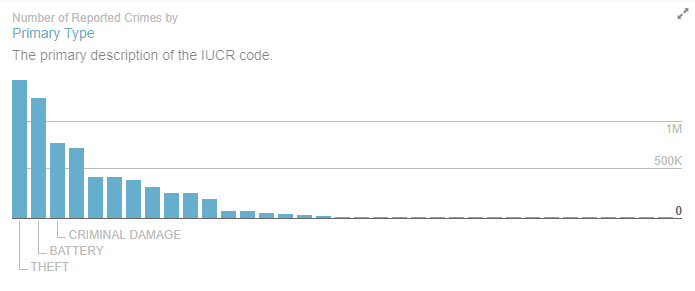 Number of Reported Crimes by
Primary Type
The primary description of the IUCR code.
1M
500K
0
CRIMINAL DAMAGE
BATTERY
THEFT